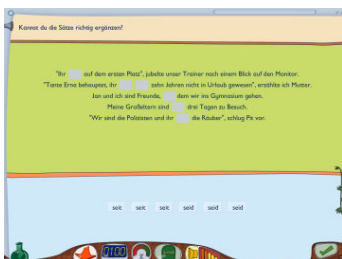 Kannst du die Sätze richtig ergänzen?
"Ihr auf dem ersten Platz", jubelte unser Trainer nach einem Blick auf den Monitor.
"Tante Erna behauptet, ihr zehn Jahren nicht in Urlaub gewesen", erzählte ich Mutter.
Jan und ich sind Freunde, dem wir ins Gymnasium gehen.
Meine Großeltern sind drei Tagen zu Besuch.
"Wir sind die Polizisten und ihr die Räuber", schlug Pit vor.
seit seit seit seid seid seid